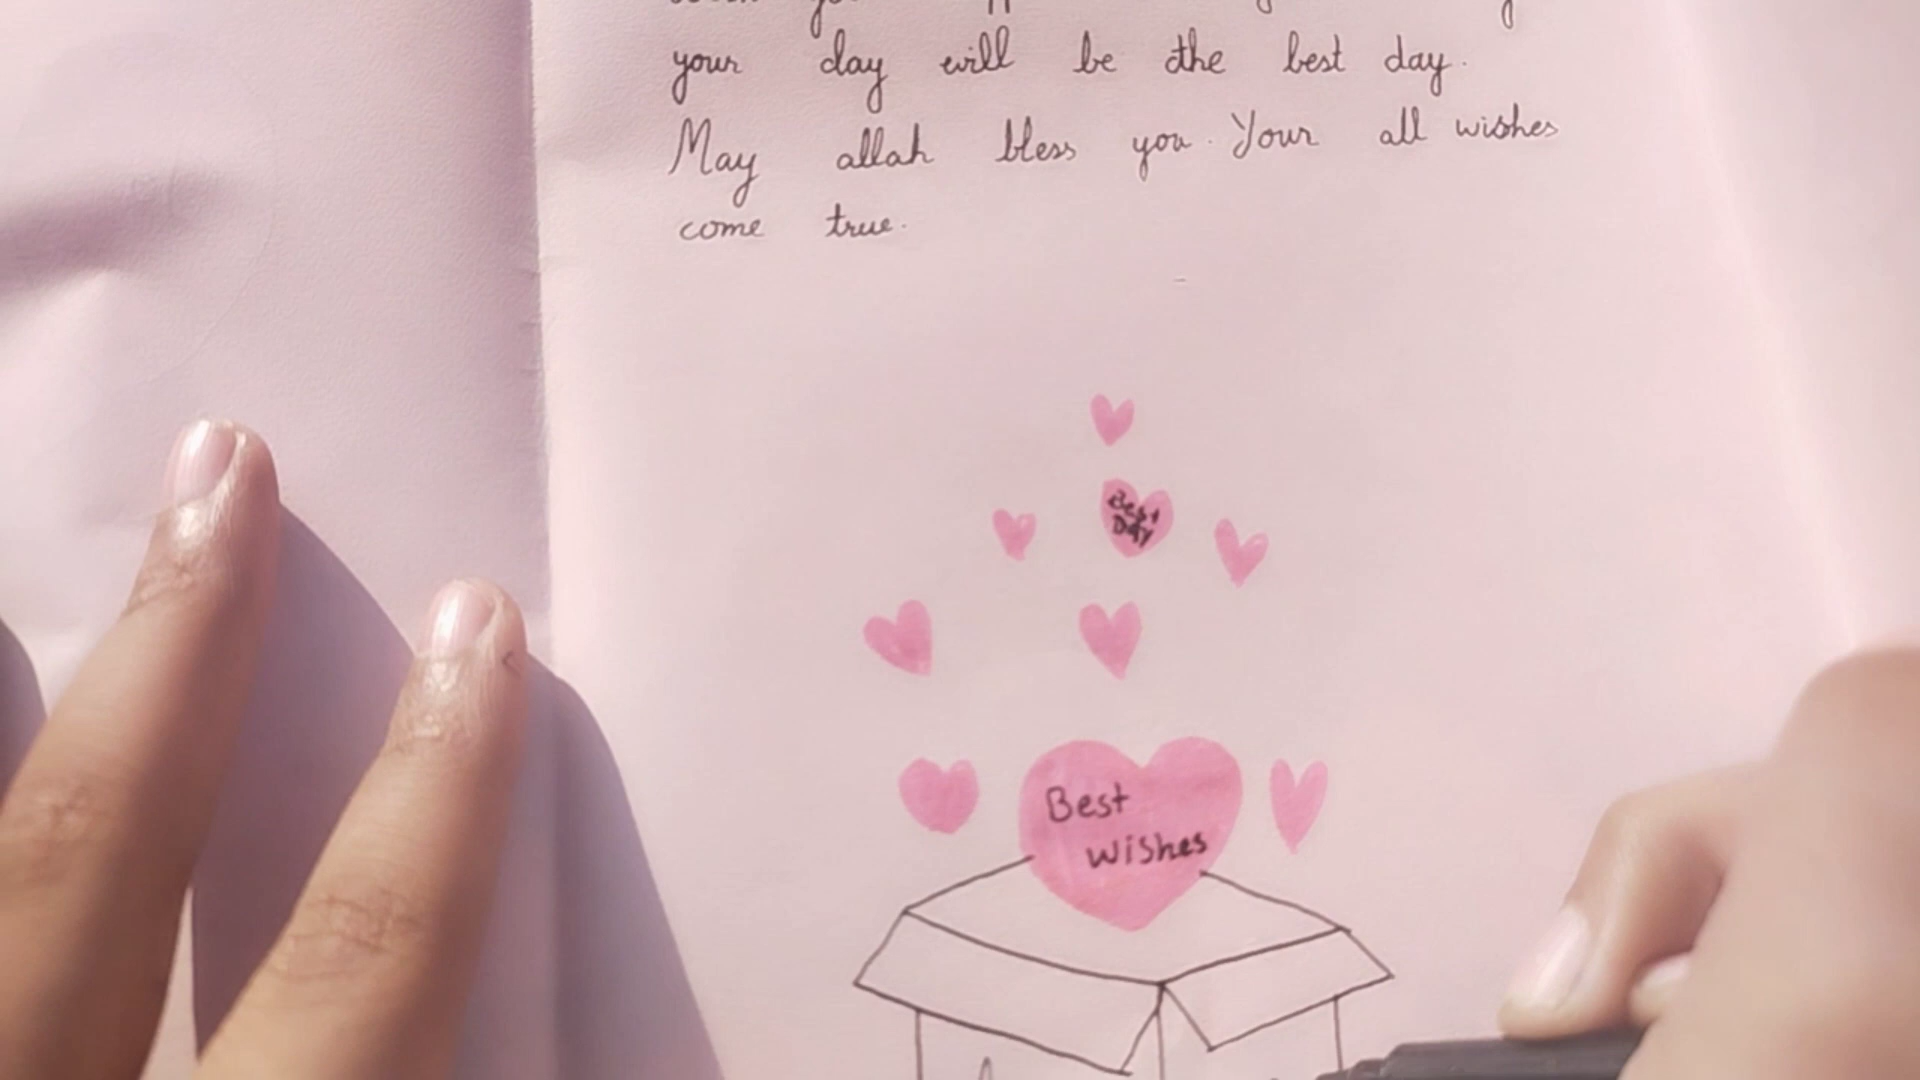 your day will be the best day.
May allah bless you. Your all wishes
come true.
Best
Day
Best
Wishes